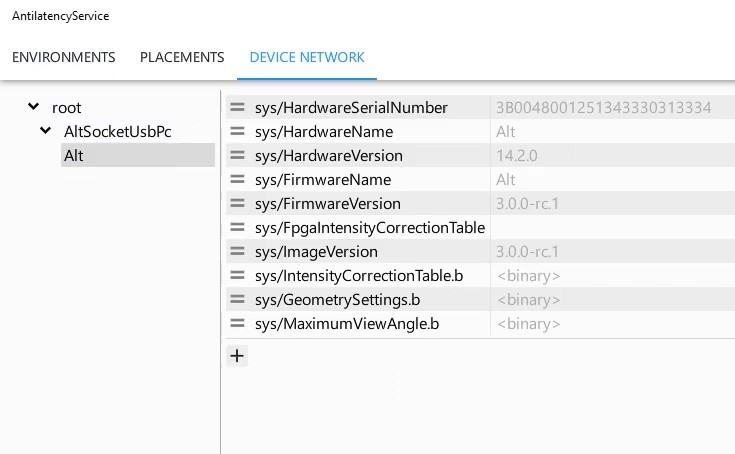 AntilatencyService
ENVIRONMENTS PLACEMENTS DEVICE NETWORK
root
AltSocketUsbPc
Alt
sys/HardwareSerialNumber 3B0048001251343330313334
sys/HardwareName Alt
sys/HardwareVersion 14.2.0
sys/FirmwareName Alt
sys/FirmwareVersion 3.0.0-rc.1
sys/FpgaIntensityCorrectionTable
sys/ImageVersion 3.0.0-rc.1
sys/IntensityCorrectionTable.b <binary>
sys/GeometrySettings.b <binary>
sys/MaximumViewAngle.b <binary>
+